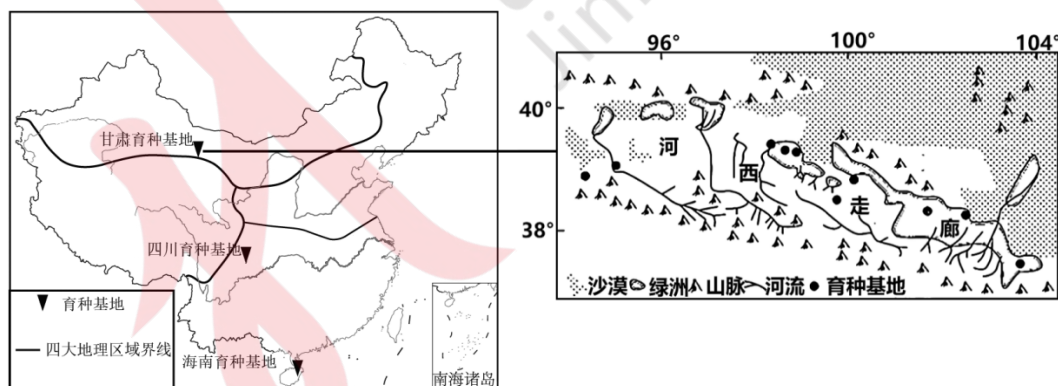 甘肃育种基地
四川育种基地
育种基地
四大地理区域界线
海南育种基地
南海诸岛
96°
100°
104°
40°
38°
河
西
走
廊
沙漠
绿洲
山脉
河流
育种基地